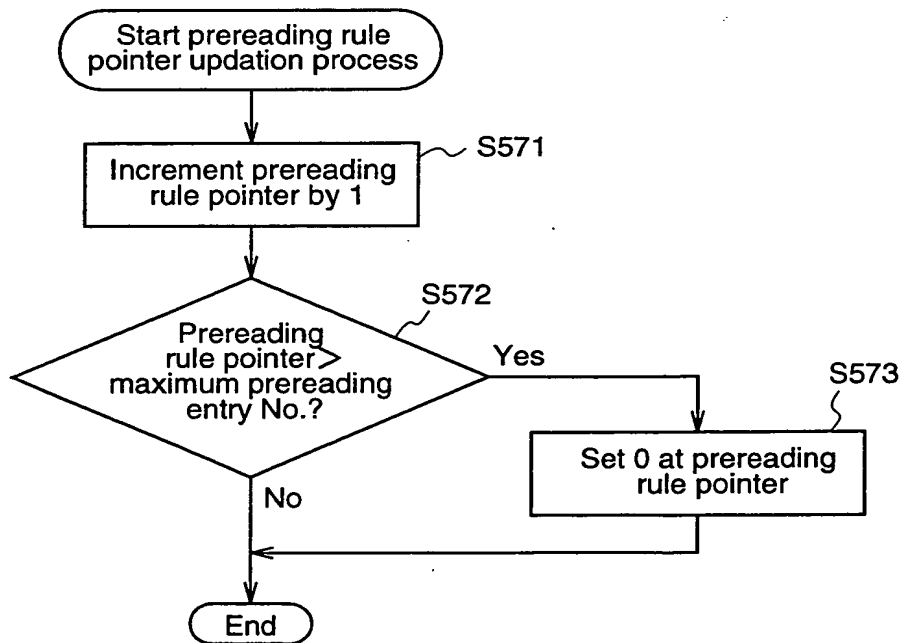 Start prereading rule
pointer updation process
S571
Increment prereading
rule pointer by 1
S572
Prereading
rule pointer>
maximum prereading
entry No.?
Yes
S573
Set 0 at prereading
rule pointer
No
End